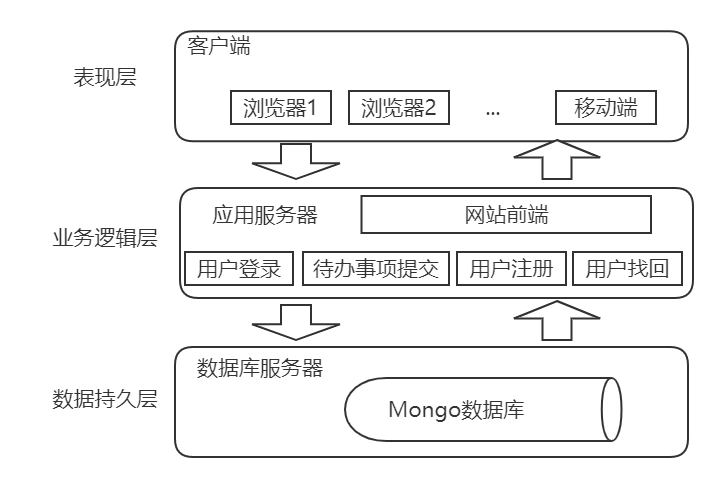 客户端
表现层
浏览器1 浏览器2 ... 移动端
应用服务器 网站前端
业务逻辑层
用户登录 待办事项提交 用户注册 用户找回
数据库服务器
数据持久层
Mongo数据库